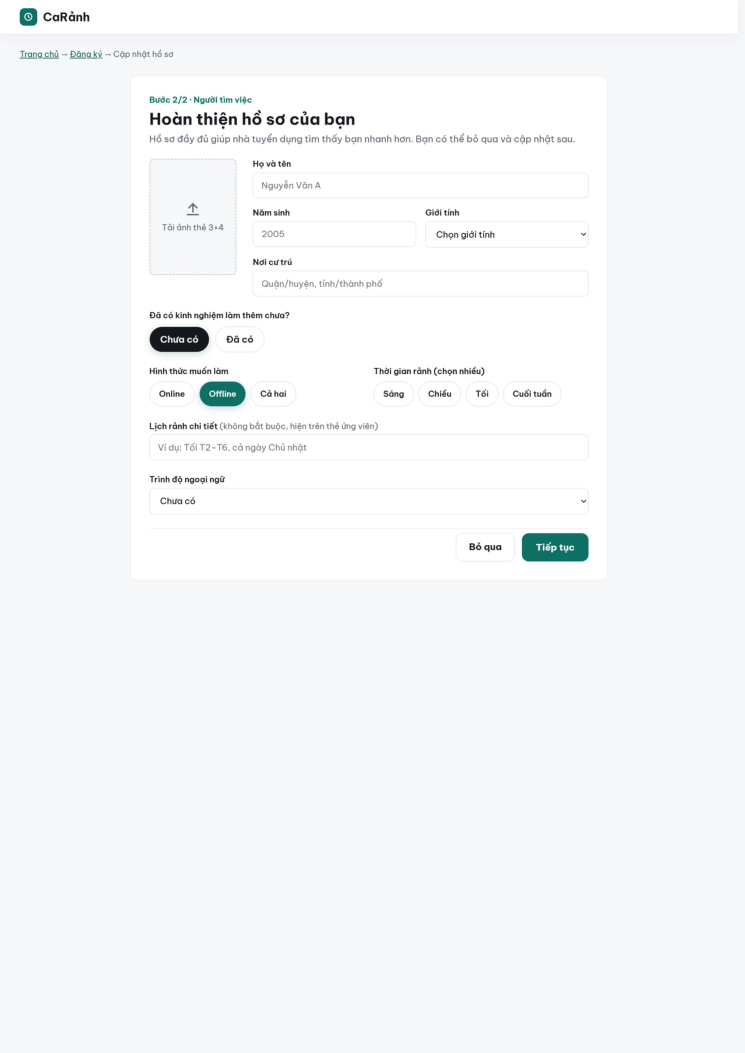 CaRảnh
Trang chủ → Đăng ký → Cập nhật hồ sơ
Bước 2/2 · Người tìm việc
Hoàn thiện hồ sơ của bạn
Hồ sơ đầy đủ giúp nhà tuyển dụng tìm thấy bạn nhanh hơn. Bạn có thể bỏ qua và cập nhật sau.
Tải ảnh thẻ 3×4
Họ và tên
Nguyễn Văn A
Năm sinh
2005
Giới tính
Chọn giới tính
Nơi cư trú
Quận/huyện, tỉnh/thành phố
Đã có kinh nghiệm làm thêm chưa?
Chưa có Đã có
Hình thức muốn làm
Online Offline Cả hai
Thời gian rảnh (chọn nhiều)
Sáng Chiều Tối Cuối tuần
Lịch rảnh chi tiết (không bắt buộc, hiện trên thẻ ứng viên)
Ví dụ: Tối T2–T6, cả ngày Chủ nhật
Trình độ ngoại ngữ
Chưa có
Bỏ qua Tiếp tục